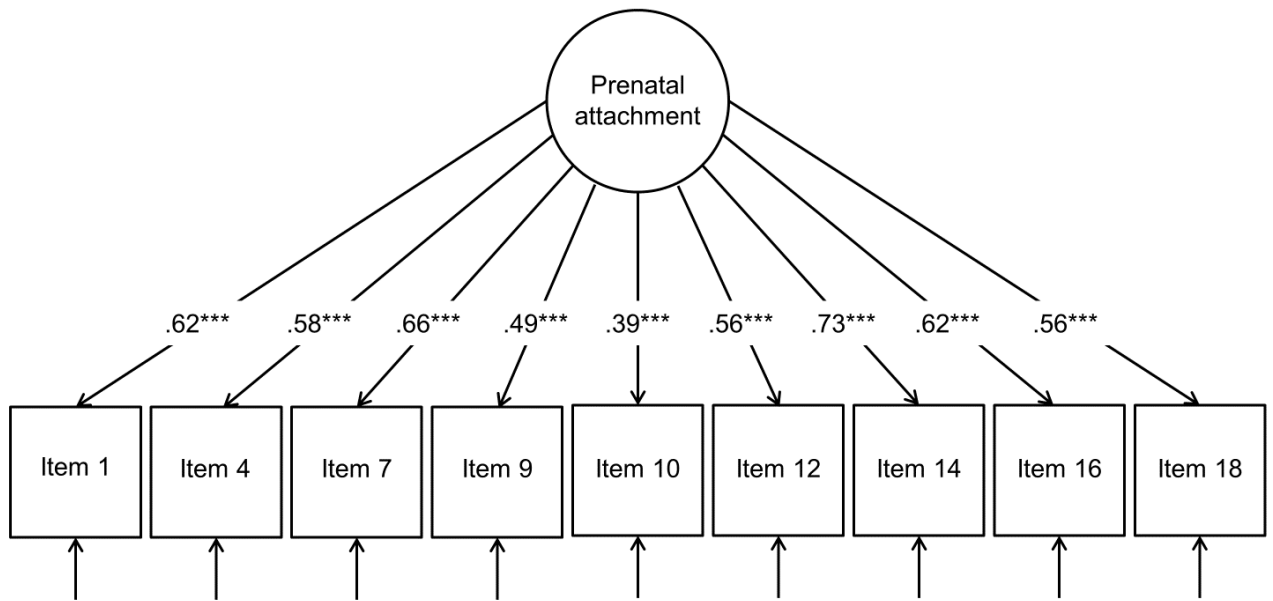 Prenatal
attachment
.62*** .58*** .66*** .49*** .39*** .56*** .73*** .62*** .56***
Item 1 Item 4 Item 7 Item 9 Item 10 Item 12 Item 14 Item 16 Item 18